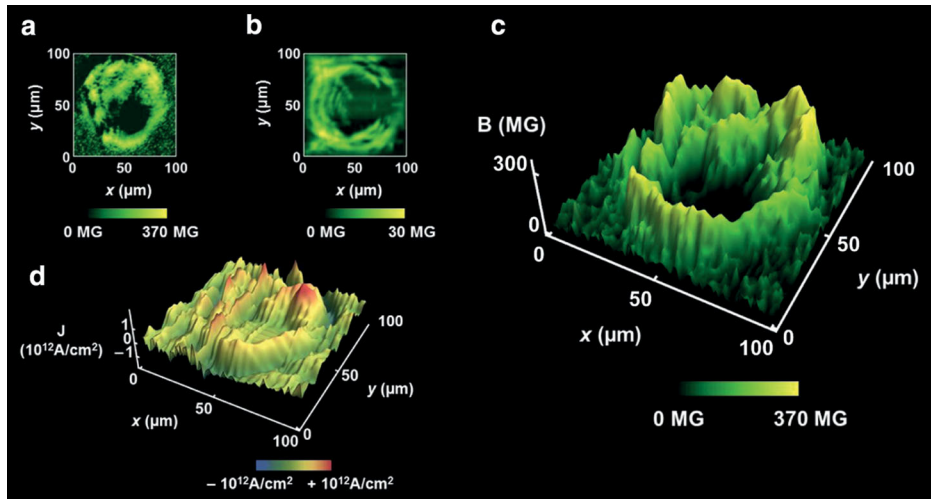 a
100
y (µm)
50
0
0 50 100
x (µm)
0 MG 370 MG
b
100
y (µm)
50
0
0 50 100
x (µm)
0 MG 30 MG
c
B (MG)
300
0
0
50
100
x (µm)
0
50
100
y (µm)
0 MG 370 MG
d
J
(10¹²A/cm²)
1
0
–1
0
50
100
x (µm)
0
50
100
y (µm)
– 10¹²A/cm² + 10¹²A/cm²